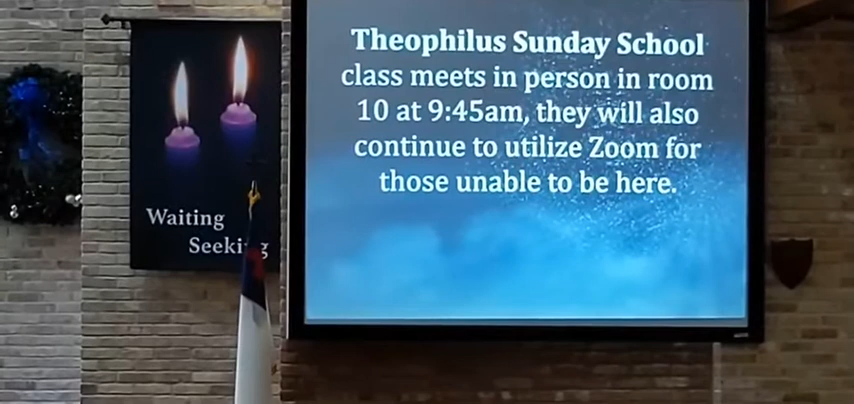 Theophilus Sunday School
class meets in person in room
10 at 9:45am, they will also
continue to utilize Zoom for
those unable to be here.
Waiting
Seeking